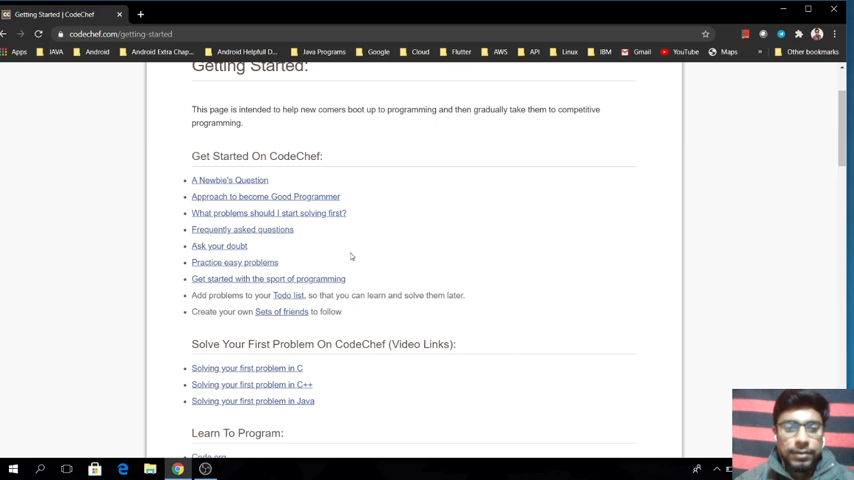 Getting Started | CodeChef
codechef.com/getting-started
Apps JAVA Android Android Extra Chap... Android Helpfull D... Java Programs Google Cloud Flutter AWS API Linux IBM Gmail YouTube Maps » Other bookmarks
Getting Started:
This page is intended to help new comers boot up to programming and then gradually take them to competitive
programming.
Get Started On CodeChef:
A Newbie's Question
Approach to become Good Programmer
What problems should I start solving first?
Frequently asked questions
Ask your doubt
Practice easy problems
Get started with the sport of programming
Add problems to your Todo list, so that you can learn and solve them later.
Create your own Sets of friends to follow
Solve Your First Problem On CodeChef (Video Links):
Solving your first problem in C
Solving your first problem in C++
Solving your first problem in Java
Learn To Program:
Code.org